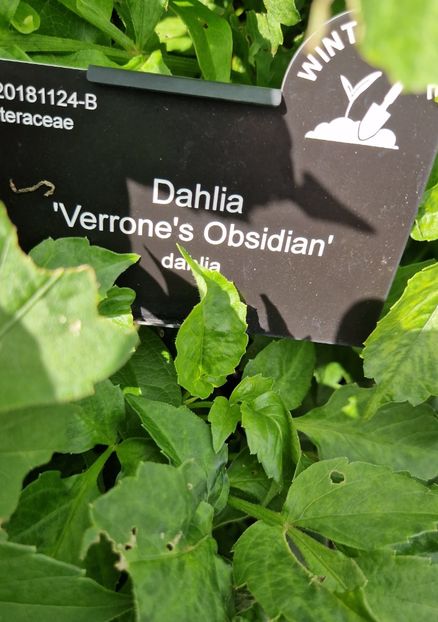 20181124-B
teraceae
WINT
Dahlia
'Verrone's Obsidian'
dahlia